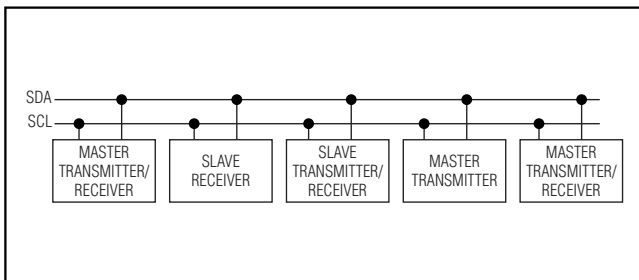 SDA
SCL
MASTER
TRANSMITTER/
RECEIVER
SLAVE
RECEIVER
SLAVE
TRANSMITTER/
RECEIVER
MASTER
TRANSMITTER
MASTER
TRANSMITTER/
RECEIVER